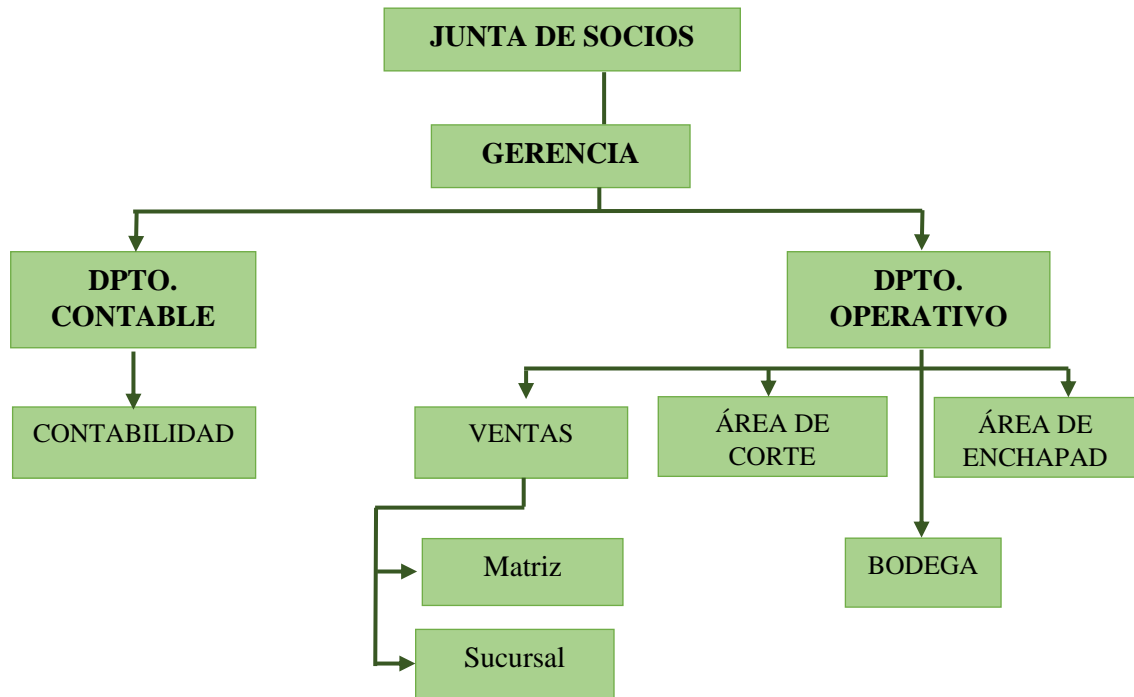 JUNTA DE SOCIOS
GERENCIA
DPTO.
CONTABLE
DPTO.
OPERATIVO
CONTABILIDAD
VENTAS
ÁREA DE
CORTE
ÁREA DE
ENCHAPAD
BODEGA
Matriz
Sucursal